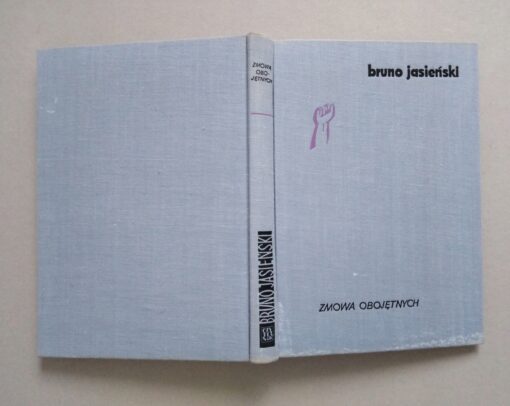 bruno jasieński
ZMOWA OBOJĘTNYCH
ZMOWA
OBO-
JĘTNYCH
BRUNO JASIEŃSKI